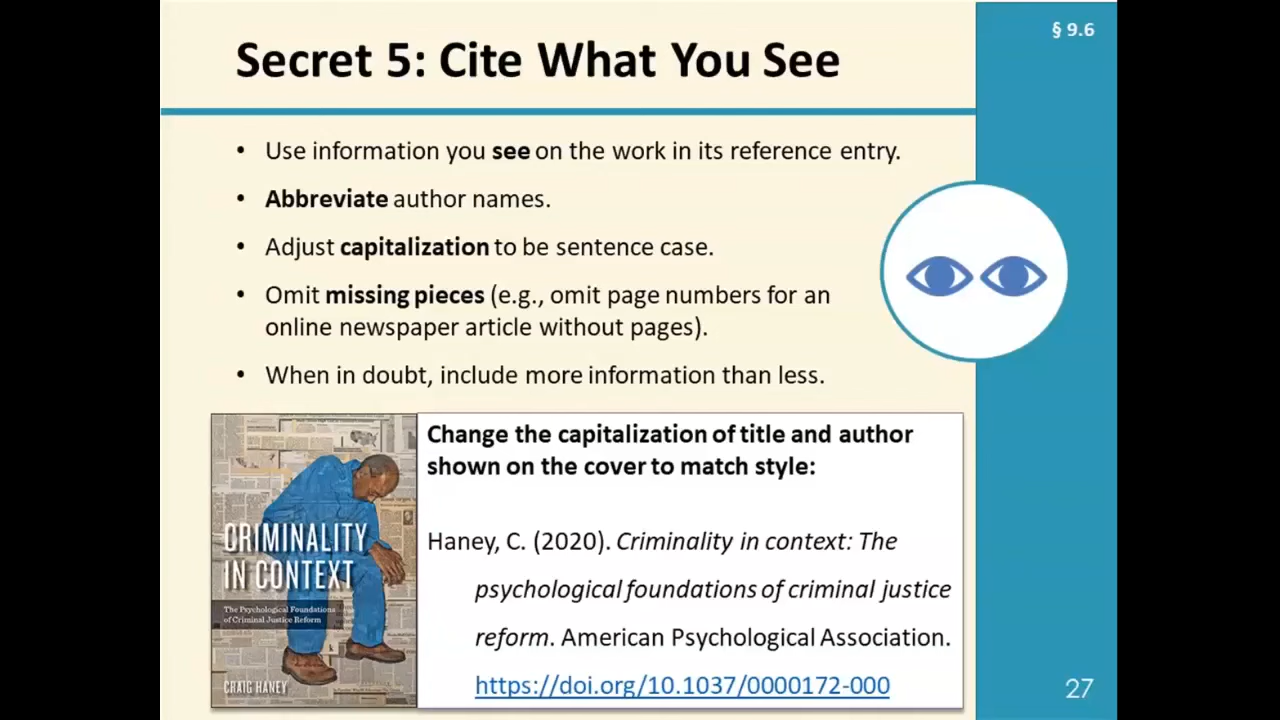 § 9.6
Secret 5: Cite What You See
• Use information you see on the work in its reference entry.
• Abbreviate author names.
• Adjust capitalization to be sentence case.
• Omit missing pieces (e.g., omit page numbers for an
online newspaper article without pages).
• When in doubt, include more information than less.
CRIMINALITY
IN CONTEXT
The Psychological Foundations
of Criminal Justice Reform
CRAIG HANEY
Change the capitalization of title and author
shown on the cover to match style:
Haney, C. (2020). Criminality in context: The
psychological foundations of criminal justice
reform. American Psychological Association.
https://doi.org/10.1037/0000172-000
27